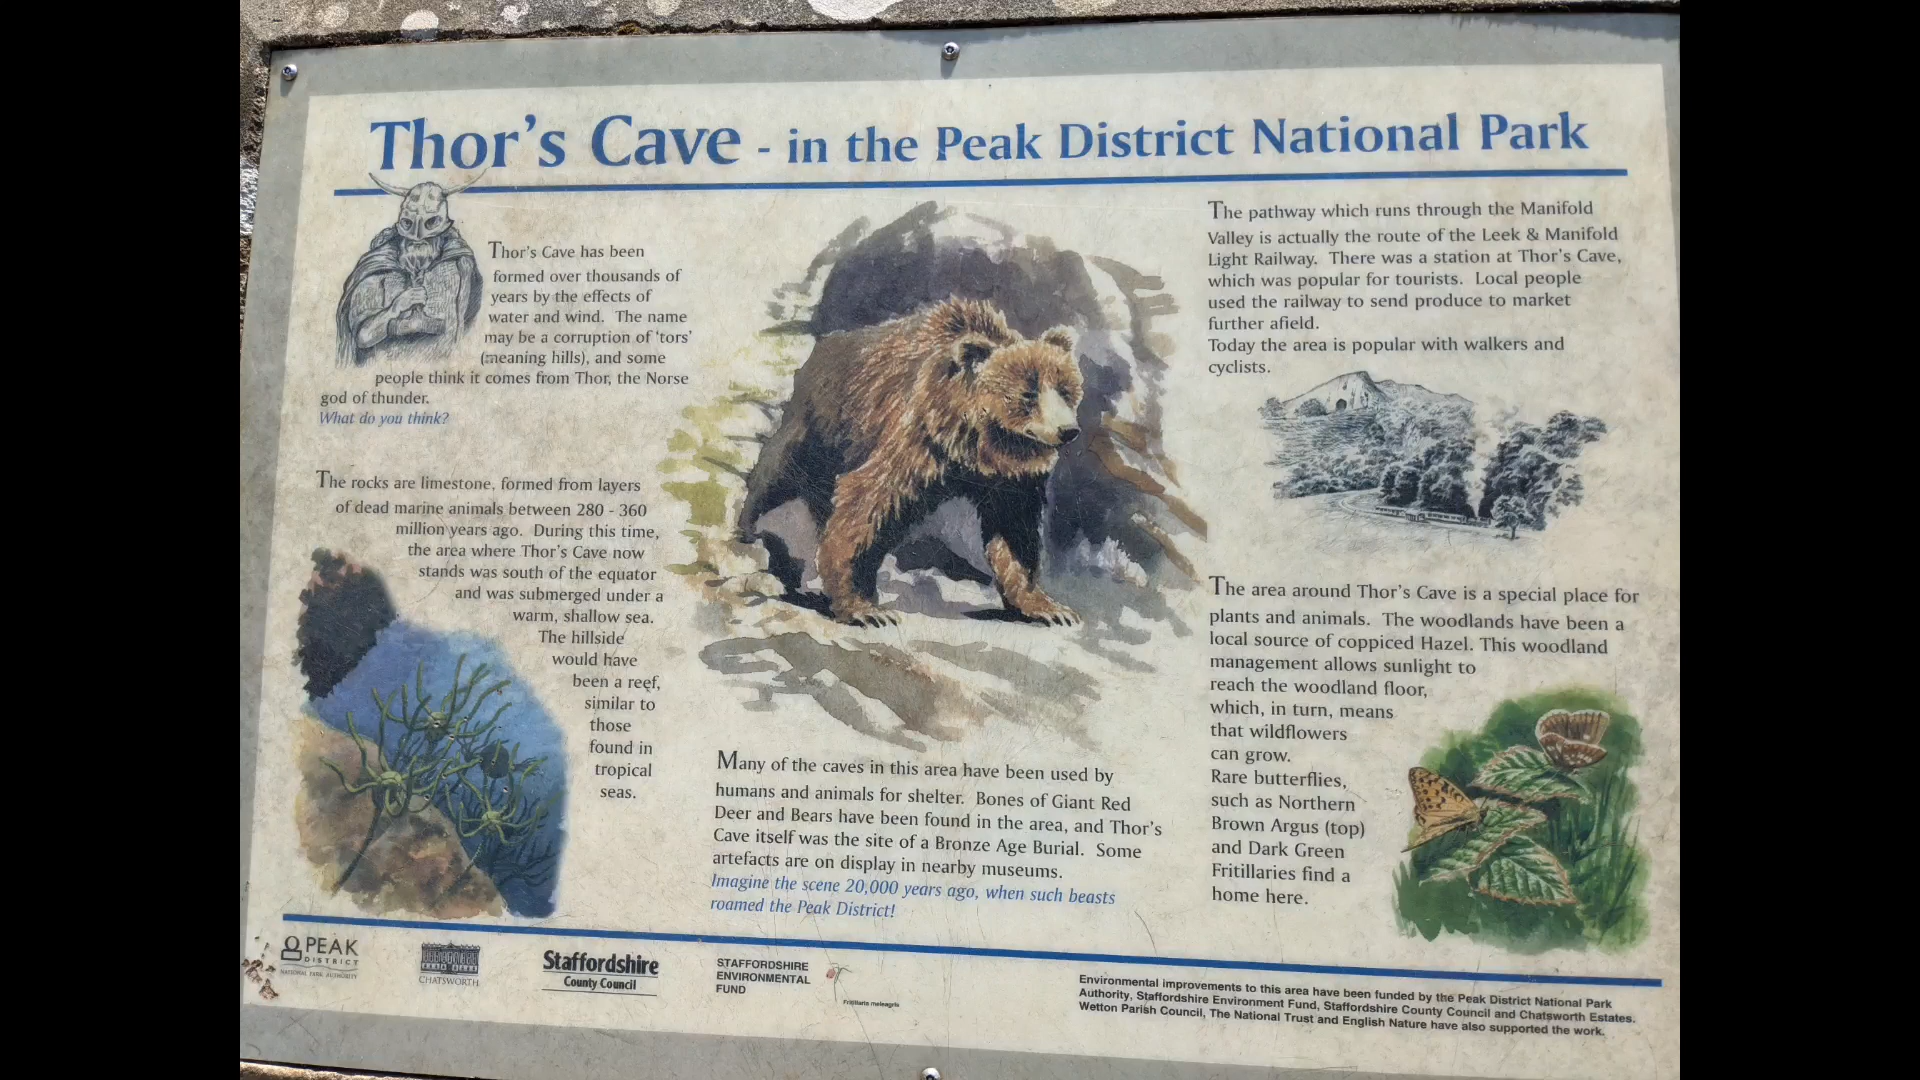 Thor's Cave - in the Peak District National Park
Thor's Cave has been
formed over thousands of
years by the effects of
water and wind. The name
may be a corruption of 'tors'
(meaning hills), and some
people think it comes from Thor, the Norse
god of thunder.
What do you think?
The rocks are limestone, formed from layers
of dead marine animals between 280 - 360
million years ago. During this time,
the area where Thor's Cave now
stands was south of the equator
and was submerged under a
warm, shallow sea.
The hillside
would have
been a reef,
similar to
those
found in
tropical
seas.
Many of the caves in this area have been used by
humans and animals for shelter. Bones of Giant Red
Deer and Bears have been found in the area, and Thor's
Cave itself was the site of a Bronze Age Burial. Some
artefacts are on display in nearby museums.
Imagine the scene 20,000 years ago, when such beasts
roamed the Peak District!
The pathway which runs through the Manifold
Valley is actually the route of the Leek & Manifold
Light Railway. There was a station at Thor's Cave,
which was popular for tourists. Local people
used the railway to send produce to market
further afield.
Today the area is popular with walkers and
cyclists.
The area around Thor's Cave is a special place for
plants and animals. The woodlands have been a
local source of coppiced Hazel. This woodland
management allows sunlight to
reach the woodland floor,
which, in turn, means
that wildflowers
can grow.
Rare butterflies,
such as Northern
Brown Argus (top)
and Dark Green
Fritillaries find a
home here.
PEAK
DISTRICT
NATIONAL PARK AUTHORITY
CHATSWORTH
Staffordshire
County Council
STAFFORDSHIRE
ENVIRONMENTAL
FUND
Fritillaria meleagris
Environmental improvements to this area have been funded by the Peak District National Park
Authority, Staffordshire Environment Fund, Staffordshire County Council and Chatsworth Estates.
Wetton Parish Council, The National Trust and English Nature have also supported the work.